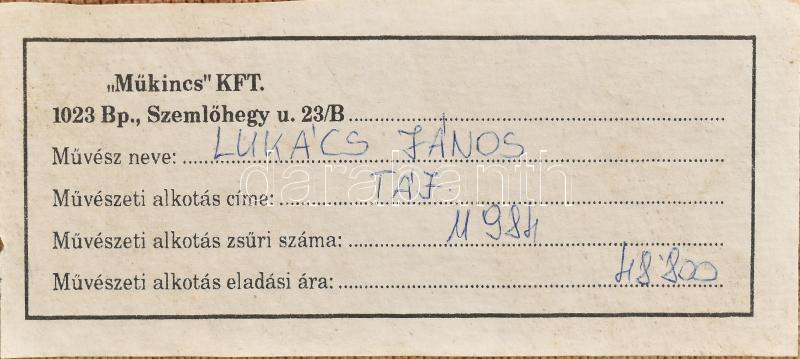 „Műkincs" KFT.
1023 Bp., Szemlőhegy u. 23/B
Művész neve: LUKÁCS JÁNOS
Művészeti alkotás címe: TÁJ.
Művészeti alkotás zsűri száma: 11984
Művészeti alkotás eladási ára: 48'800
darabanth